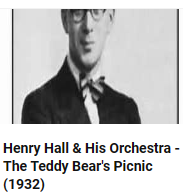 Henry Hall & His Orchestra -
The Teddy Bear's Picnic
(1932)